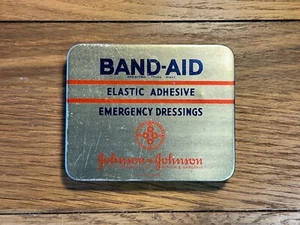 BAND-AID
ELASTIC ADHESIVE
EMERGENCY DRESSINGS
Johnson & Johnson